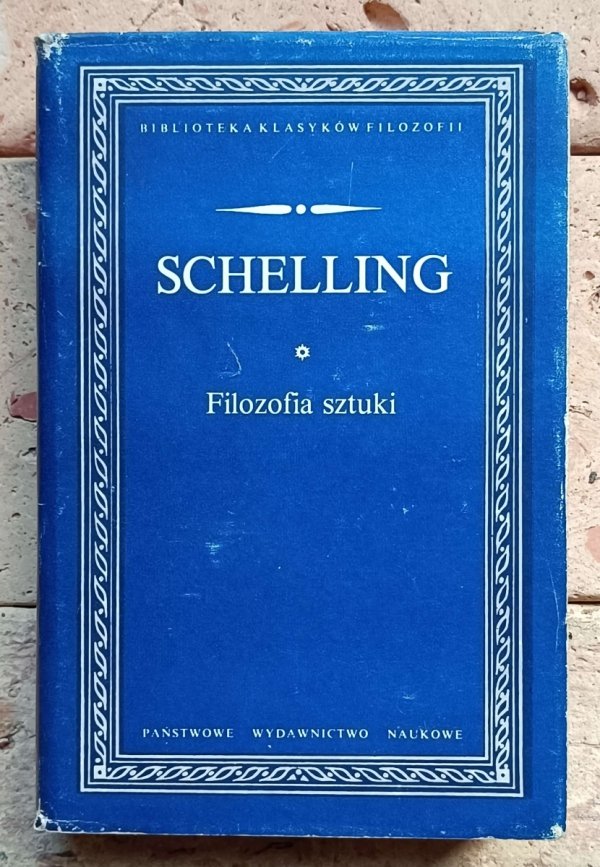 BIBLIOTEKA KLASYKÓW FILOZOFII
SCHELLING
Filozofia sztuki
PAŃSTWOWE WYDAWNICTWO NAUKOWE